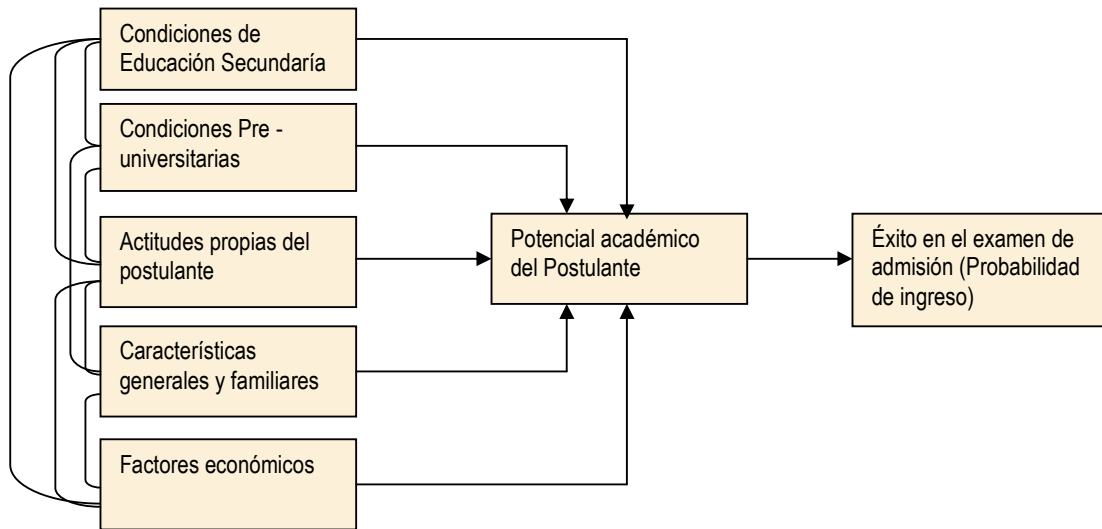 Condiciones de
Educación Secundaría
Condiciones Pre -
universitarias
Actitudes propias del
postulante
Potencial académico
del Postulante
Éxito en el examen de
admisión (Probabilidad
de ingreso)
Característícas
generales y familiares
Factores económicos